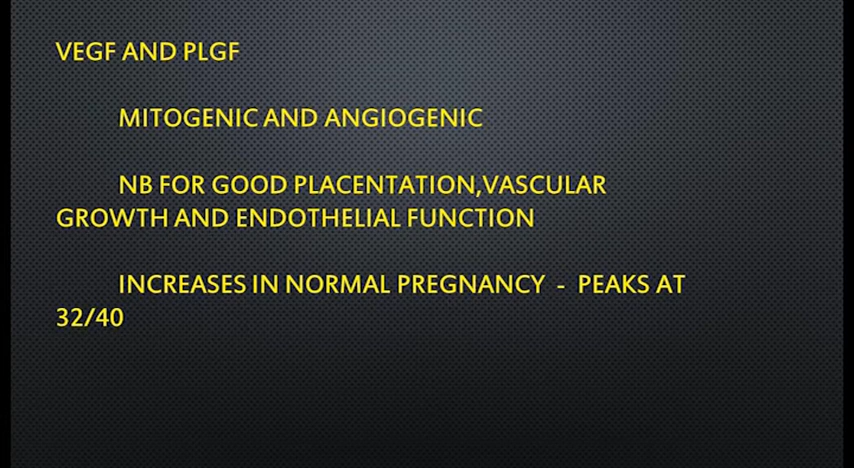 VEGF AND PLGF
MITOGENIC AND ANGIOGENIC
NB FOR GOOD PLACENTATION,VASCULAR
GROWTH AND ENDOTHELIAL FUNCTION
INCREASES IN NORMAL PREGNANCY - PEAKS AT
32/40